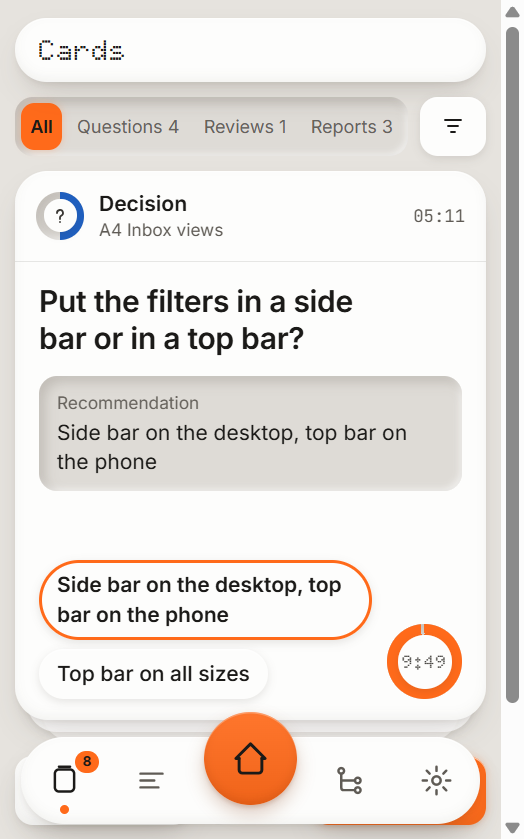 Cards
All Questions 4 Reviews 1 Reports 3
?
Decision
A4 Inbox views
05:11
Put the filters in a side
bar or in a top bar?
Recommendation
Side bar on the desktop, top bar on
the phone
Side bar on the desktop, top
bar on the phone
Top bar on all sizes
9:49
8